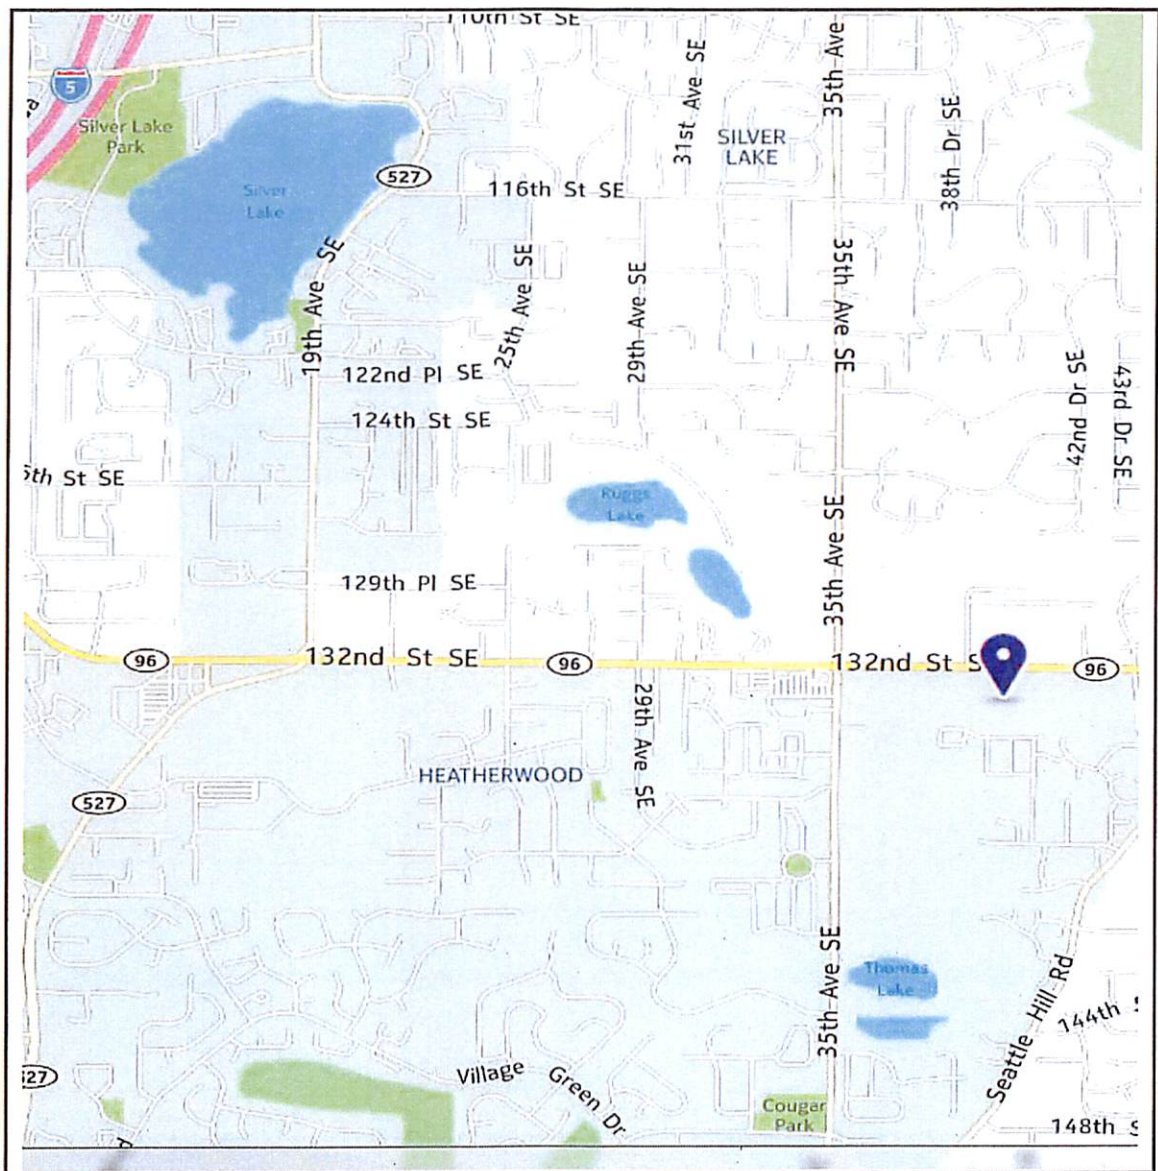 110th St SE
5
Silver Lake
Park
Silver
Lake
527
116th St SE
31st Ave SE
SILVER
LAKE
35th Ave
38th Dr SE
19th Ave SE
25th Ave SE
29th Ave SE
35th Ave SE
42nd Dr SE
43rd Dr SE
122nd Pl SE
124th St SE
5th St SE
Ruggs
Lake
35th Ave SE
129th Pl SE
96
132nd St SE
96
132nd St S
96
29th Ave SE
HEATHERWOOD
527
35th Ave SE
Thomas
Lake
Seattle Hill Rd
144th S
527
Village Green Dr
Cougar
Park
148th S